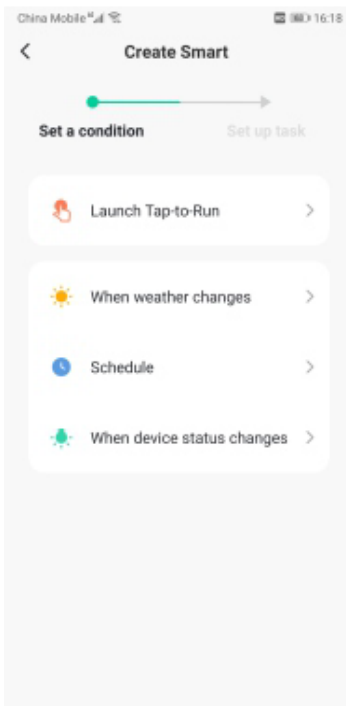 China Mobile
16:18
Create Smart
Set a condition
Set up task
Launch Tap-to-Run
When weather changes
Schedule
When device status changes